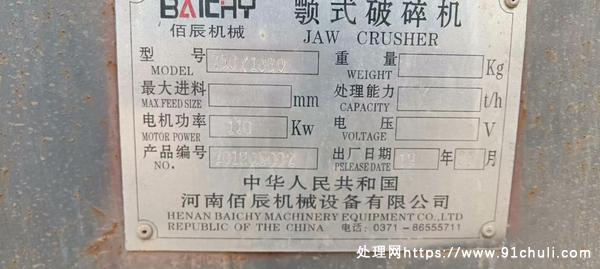 BAICHY 颚式破碎机
佰辰机械 JAW CRUSHER
型号 重量 Kg
MODEL WEIGHT
最大进料 mm 处理能力 t/h
MAX.FEED SIZE CAPACITY
电机功率 110 Kw 电压 V
MOTOR POWER VOLTAGE
产品编号 出厂日期 年 月
NO. PSLEASE DATE
中华人民共和国
河南佰辰机械设备有限公司
HENAN BAICHY MACHINERY EQUIPMENT CO.,LTD
REPUBLIC OF THE CHINA 电话：0371-86555711
处理网https://www.91chuli.com/